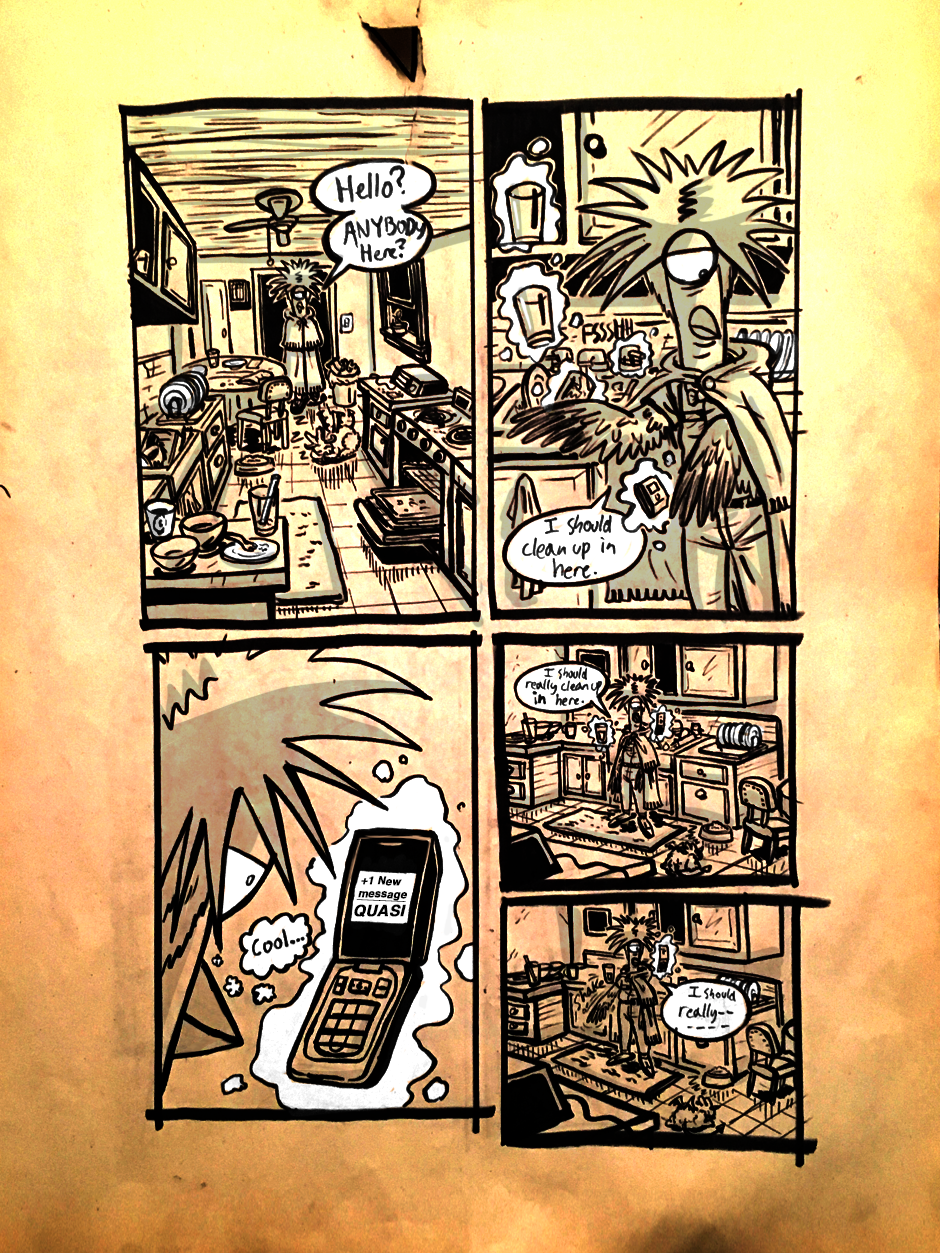 Hello?
ANYBODY
Here?
FSSSHH
I should
clean up in
here.
+1 New
message
QUASI
cool...
I should
really clean up
in here.
I should
really--